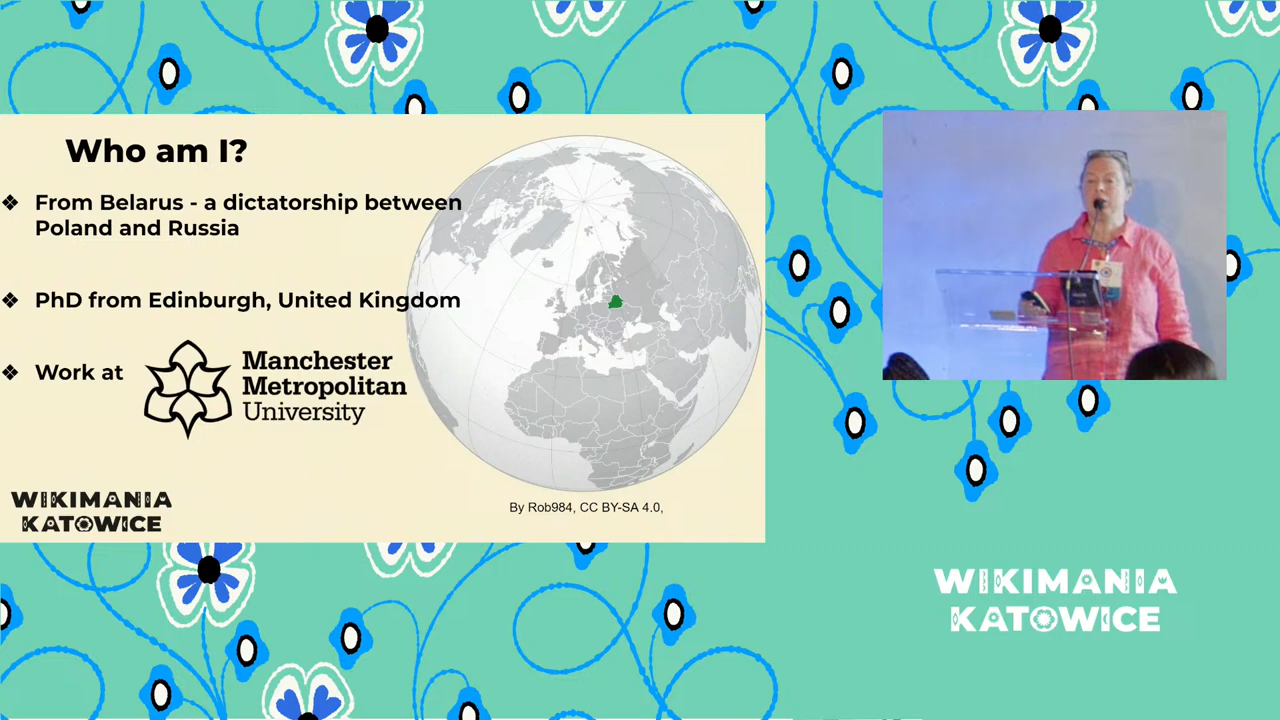 Who am I?
❖ From Belarus - a dictatorship between
Poland and Russia
❖ PhD from Edinburgh, United Kingdom
❖ Work at
Manchester
Metropolitan
University
WIKIMANIA
KATOWICE
By Rob984, CC BY-SA 4.0,
WIKIMANIA
KATOWICE